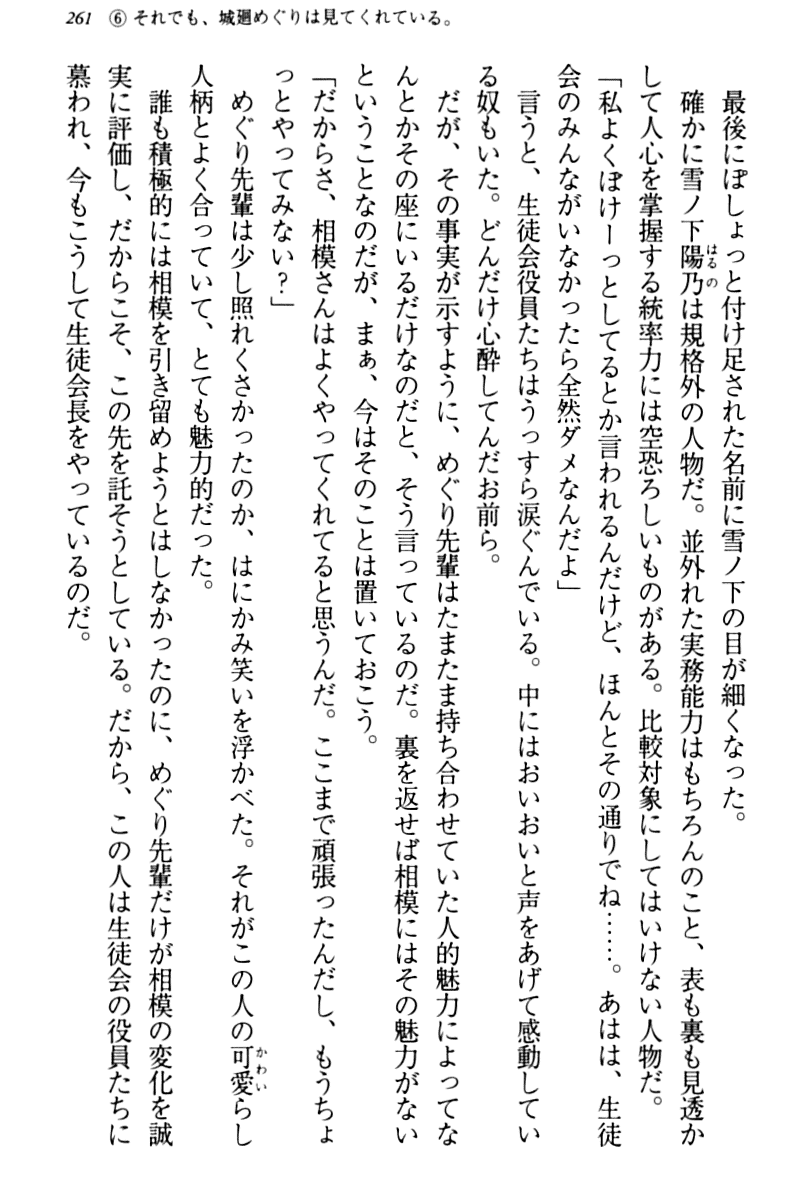 261 ⑥ それでも、城廻めぐりは見てくれている。
最後にぽしょっと付け足された名前に雪ノ下の目が細くなった。
確かに雪ノ下陽乃は規格外の人物だ。並外れた実務能力はもちろんのこと、表も裏も見透か
して人心を掌握する統率力には空恐ろしいものがある。比較対象にしてはいけない人物だ。
「私よくぽけーっとしてるとか言われるんだけど、ほんとその通りでね……。あはは、生徒
会のみんながいなかったら全然ダメなんだよ」
言うと、生徒会役員たちはうっすら涙ぐんでいる。中にはおいおいと声をあげて感動してい
る奴もいた。どんだけ心酔してんだお前ら。
だが、その事実が示すように、めぐり先輩はたまたま持ち合わせていた人的魅力によってな
んとかその座にいるだけなのだと、そう言っているのだ。裏を返せば相模にはその魅力がない
ということなのだが、まぁ、今はそのことは置いておこう。
「だからさ、相模さんはよくやってくれてると思うんだ。ここまで頑張ったんだし、もうちょ
っとやってみない?」
めぐり先輩は少し照れくさかったのか、はにかみ笑いを浮かべた。それがこの人の可愛らし
人柄とよく合っていて、とても魅力的だった。
誰も積極的には相模を引き留めようとはしなかったのに、めぐり先輩だけが相模の変化を誠
実に評価し、だからこそ、この先を託そうとしている。だから、この人は生徒会の役員たちに
慕われ、今もこうして生徒会長をやっているのだ。